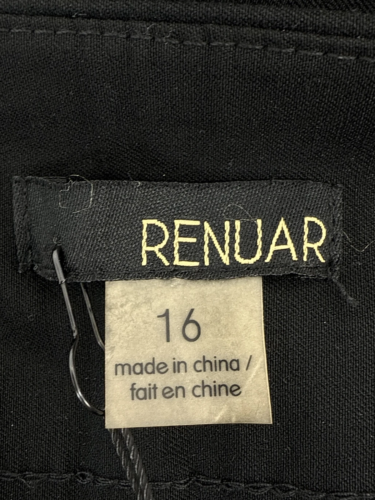 RENUAR
16
made in china /
fait en chine